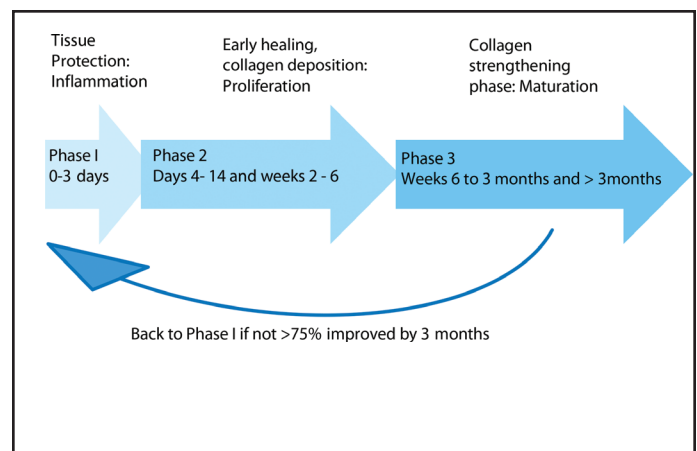 Tissue
Protection:
Inflammation
Early healing,
collagen deposition:
Proliferation
Collagen
strengthening
phase: Maturation
Phase I
0-3 days
Phase 2
Days 4- 14 and weeks 2 - 6
Phase 3
Weeks 6 to 3 months and > 3months
Back to Phase I if not >75% improved by 3 months